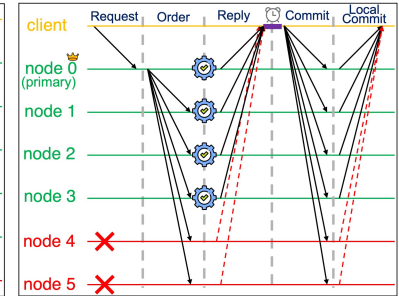 Request Order Reply Commit Local
Commit
client
node 0
(primary)
node 1
node 2
node 3
node 4
node 5